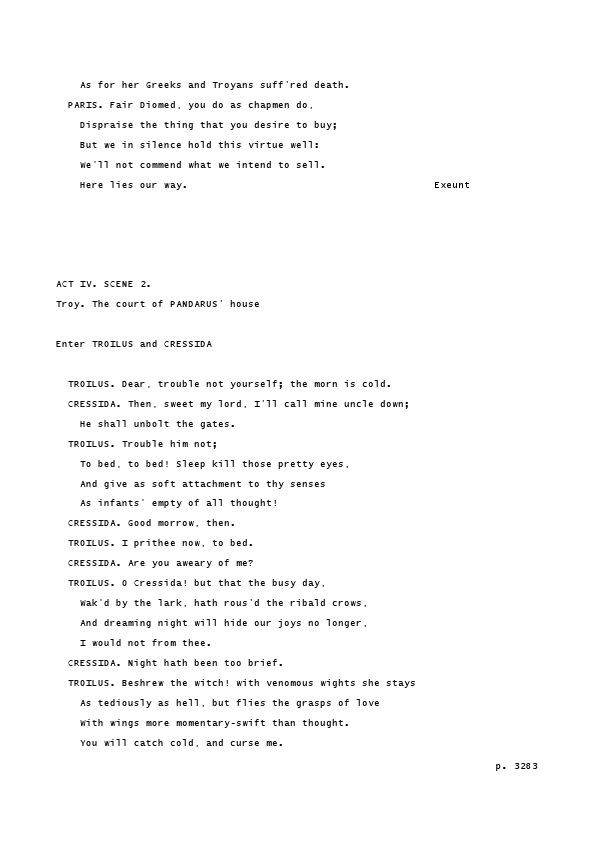 As for her Greeks and Troyans suff'red death.
PARIS. Fair Diomed, you do as chapmen do,
Dispraise the thing that you desire to buy;
But we in silence hold this virtue well:
We'll not commend what we intend to sell.
Here lies our way. Exeunt
ACT IV. SCENE 2.
Troy. The court of PANDARUS' house
Enter TROILUS and CRESSIDA
TROILUS. Dear, trouble not yourself; the morn is cold.
CRESSIDA. Then, sweet my lord, I'll call mine uncle down;
He shall unbolt the gates.
TROILUS. Trouble him not;
To bed, to bed! Sleep kill those pretty eyes,
And give as soft attachment to thy senses
As infants' empty of all thought!
CRESSIDA. Good morrow, then.
TROILUS. I prithee now, to bed.
CRESSIDA. Are you aweary of me?
TROILUS. O Cressida! but that the busy day,
Wak'd by the lark, hath rous'd the ribald crows,
And dreaming night will hide our joys no longer,
I would not from thee.
CRESSIDA. Night hath been too brief.
TROILUS. Beshrew the witch! with venomous wights she stays
As tediously as hell, but flies the grasps of love
With wings more momentary-swift than thought.
You will catch cold, and curse me.
p. 3283